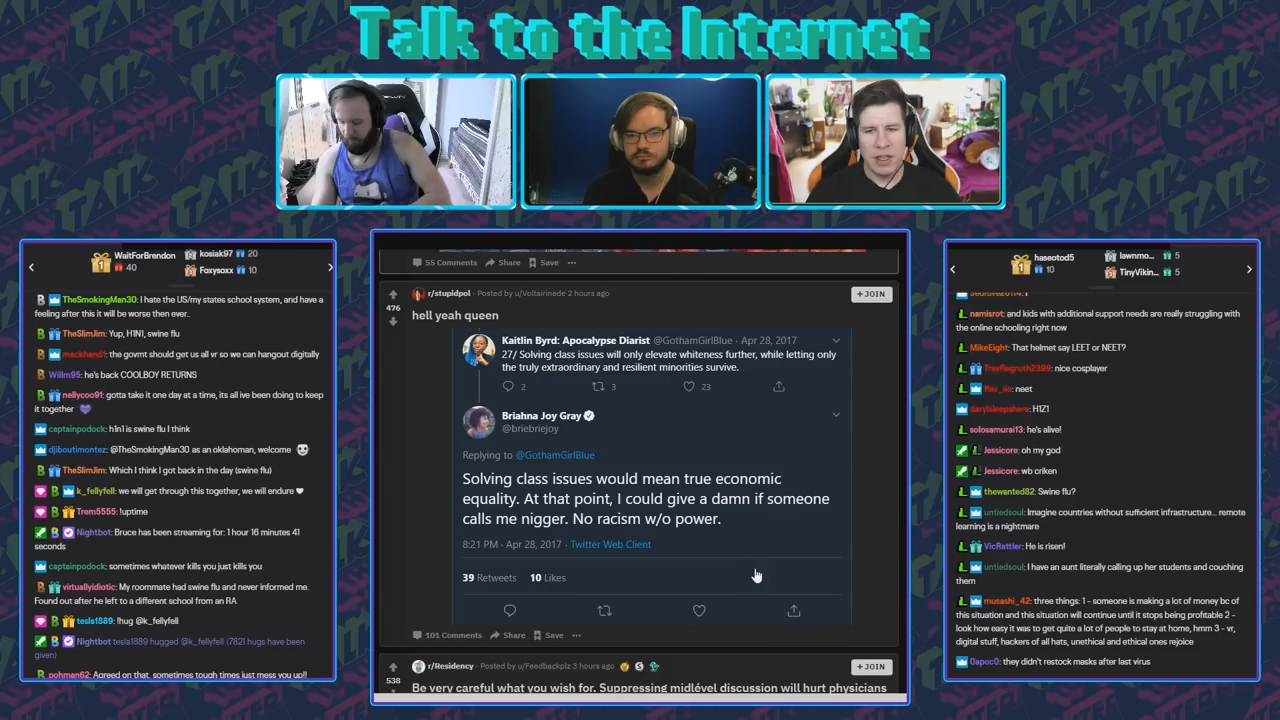 Talk to the Internet
WaitForBrendon
40
kosiak97 20
Foxysoxx 10
TheSmokingMan30: I hate the US/my states school system, and have a
feeling after this it will be worse then ever..
TheSlimJim: Yup, H1N1, swine flu
mackhand1: the govmt should get us all vr so we can hangout digitally
Willm95: he's back COOLBOY RETURNS
nellycoo91: gotta take it one day at a time, its all ive been doing to keep
it together
captainpodock: h1n1 is swine flu I think
djiboutimontez: @TheSmokingMan30 as an oklahoman, welcome
TheSlimJim: Which I think I got back in the day (swine flu)
k_fellyfell: we will get through this together, we will endure
Trem5555: !uptime
Nightbot: Bruce has been streaming for: 1 hour 16 minutes 41
seconds
captainpodock: sometimes whatever kills you just kills you
virtuallyidiotic: My roommate had swine flu and never informed me.
Found out after he left to a different school from an RA
tesla1889: !hug @k_fellyfell
Nightbot tesla1889 hugged @k_fellyfell (7821 hugs have been
given)
pohman62: Agreed on that, sometimes tough times just mess you up!!
55 Comments Share Save
476
r/stupidpol Posted by u/Voltairinede 2 hours ago
+ JOIN
hell yeah queen
Kaitlin Byrd: Apocalypse Diarist @GothamGirlBlue · Apr 28, 2017
27/ Solving class issues will only elevate whiteness further, while letting only
the truly extraordinary and resilient minorities survive.
2 3 23
Briahna Joy Gray
@briebriejoy
Replying to @GothamGirlBlue
Solving class issues would mean true economic
equality. At that point, I could give a damn if someone
calls me nigger. No racism w/o power.
8:21 PM · Apr 28, 2017 · Twitter Web Client
39 Retweets 10 Likes
101 Comments Share Save
538
r/Residency Posted by u/Feedbackplz 3 hours ago
+ JOIN
Be very careful what you wish for. Suppressing midlevel discussion will hurt physicians
haseotod5
10
lawnmo... 5
TinyVikin... 5
namisrot: and kids with additional support needs are really struggling with
the online schooling right now
MikeEight: That helmet say LEET or NEET?
TreyRegruth2399: nice cosplayer
neet
darylsleepshere: H1Z1
solosamurai13: he's alive!
Jessicore: oh my god
Jessicore: wb criken
thewanted82: Swine flu?
untiedsoul: Imagine countries without sufficient infrastructure... remote
learning is a nightmare
VicRattler: He is risen!
untiedsoul: I have an aunt literally calling up her students and couching
them
musashi_42: three things: 1 - someone is making a lot of money bc of
this situation and this situation will continue until it stops being profitable 2 -
look how easy it was to get quite a lot of people to stay at home, hmm 3 - vr,
digital stuff, hackers of all hats, unethical and ethical ones rejoice
0apoc0: they didn't restock masks after last virus